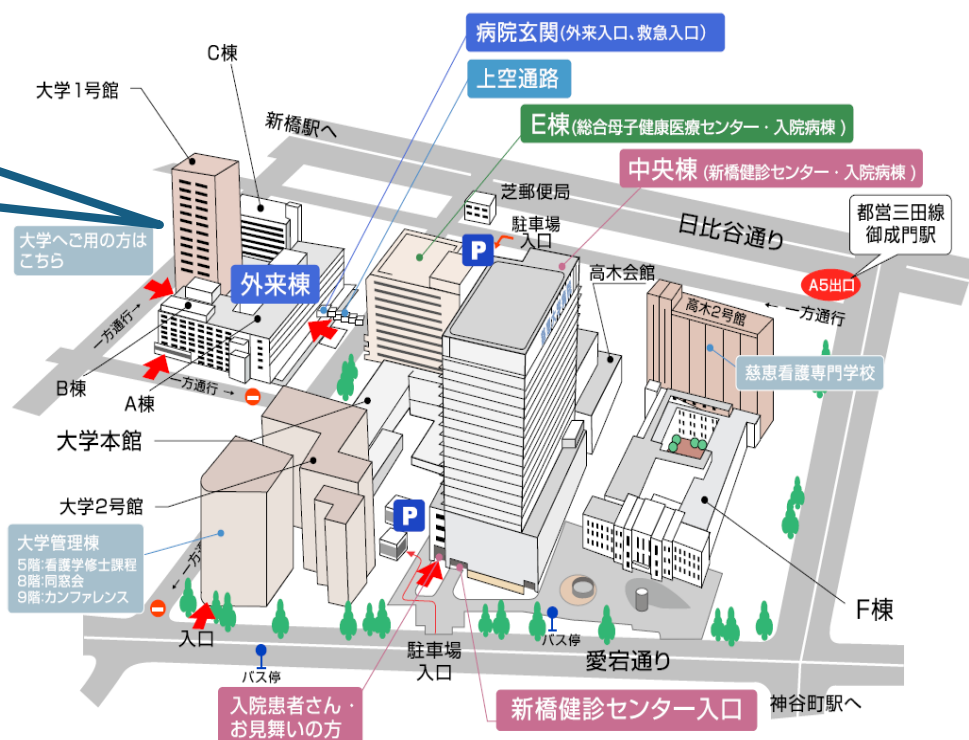 病院玄関(外来入口、救急入口)
C棟
上空通路
大学1号館
新橋駅へ
E棟(総合母子健康医療センター・入院病棟)
中央棟(新橋健診センター・入院病棟)
芝郵便局
都営三田線
御成門駅
日比谷通り
駐車場
入口
P
大学へご用の方は
こちら
高木会館
A5出口
外来棟
←一方通行
高木2号館
一方通行→
慈恵看護専門学校
B棟
一方通行 →
A棟
大学本館
大学2号館
P
大学管理棟
5階:看護学修士課程
8階:同窓会
9階:カンファレンス
←一方通
F棟
入口
バス停
駐車場
入口
愛宕通り
バス停
神谷町駅へ
入院患者さん・
お見舞いの方
新橋健診センター入口